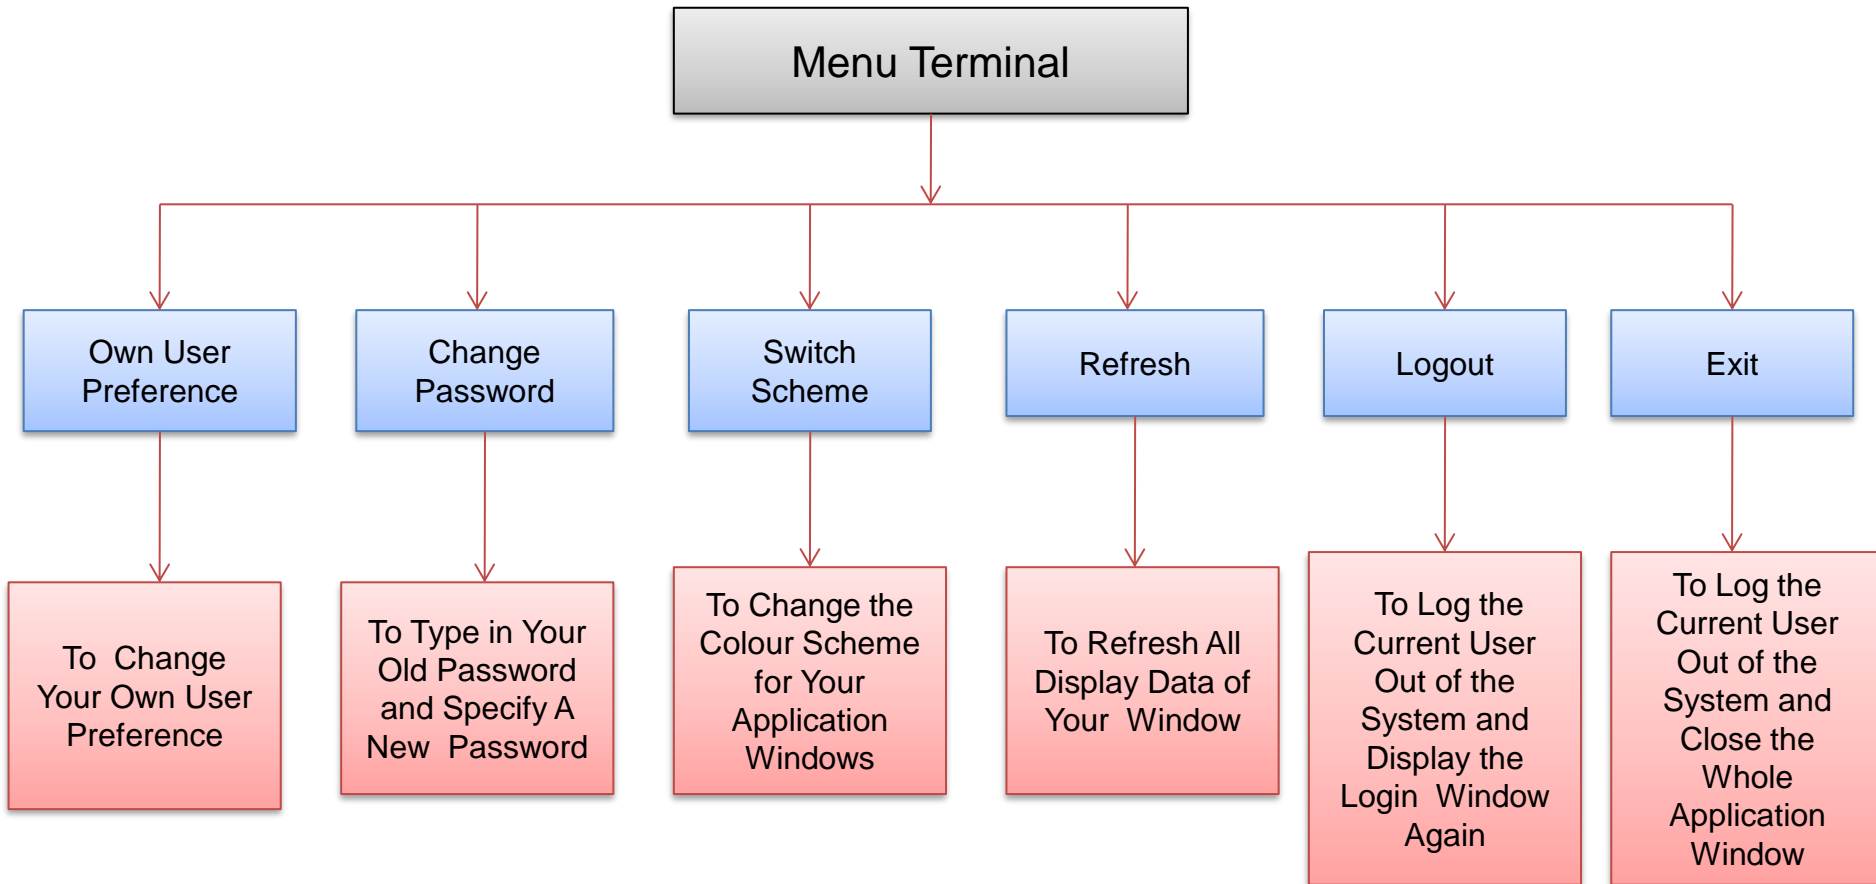 Menu Terminal
Own User
Preference
Change
Password
Switch
Scheme
Refresh
Logout
Exit
To Change
Your Own User
Preference
To Type in Your
Old Password
and Specify A
New Password
To Change the
Colour Scheme
for Your
Application
Windows
To Refresh All
Display Data of
Your Window
To Log the
Current User
Out of the
System and
Display the
Login Window
Again
To Log the
Current User
Out of the
System and
Close the
Whole
Application
Window